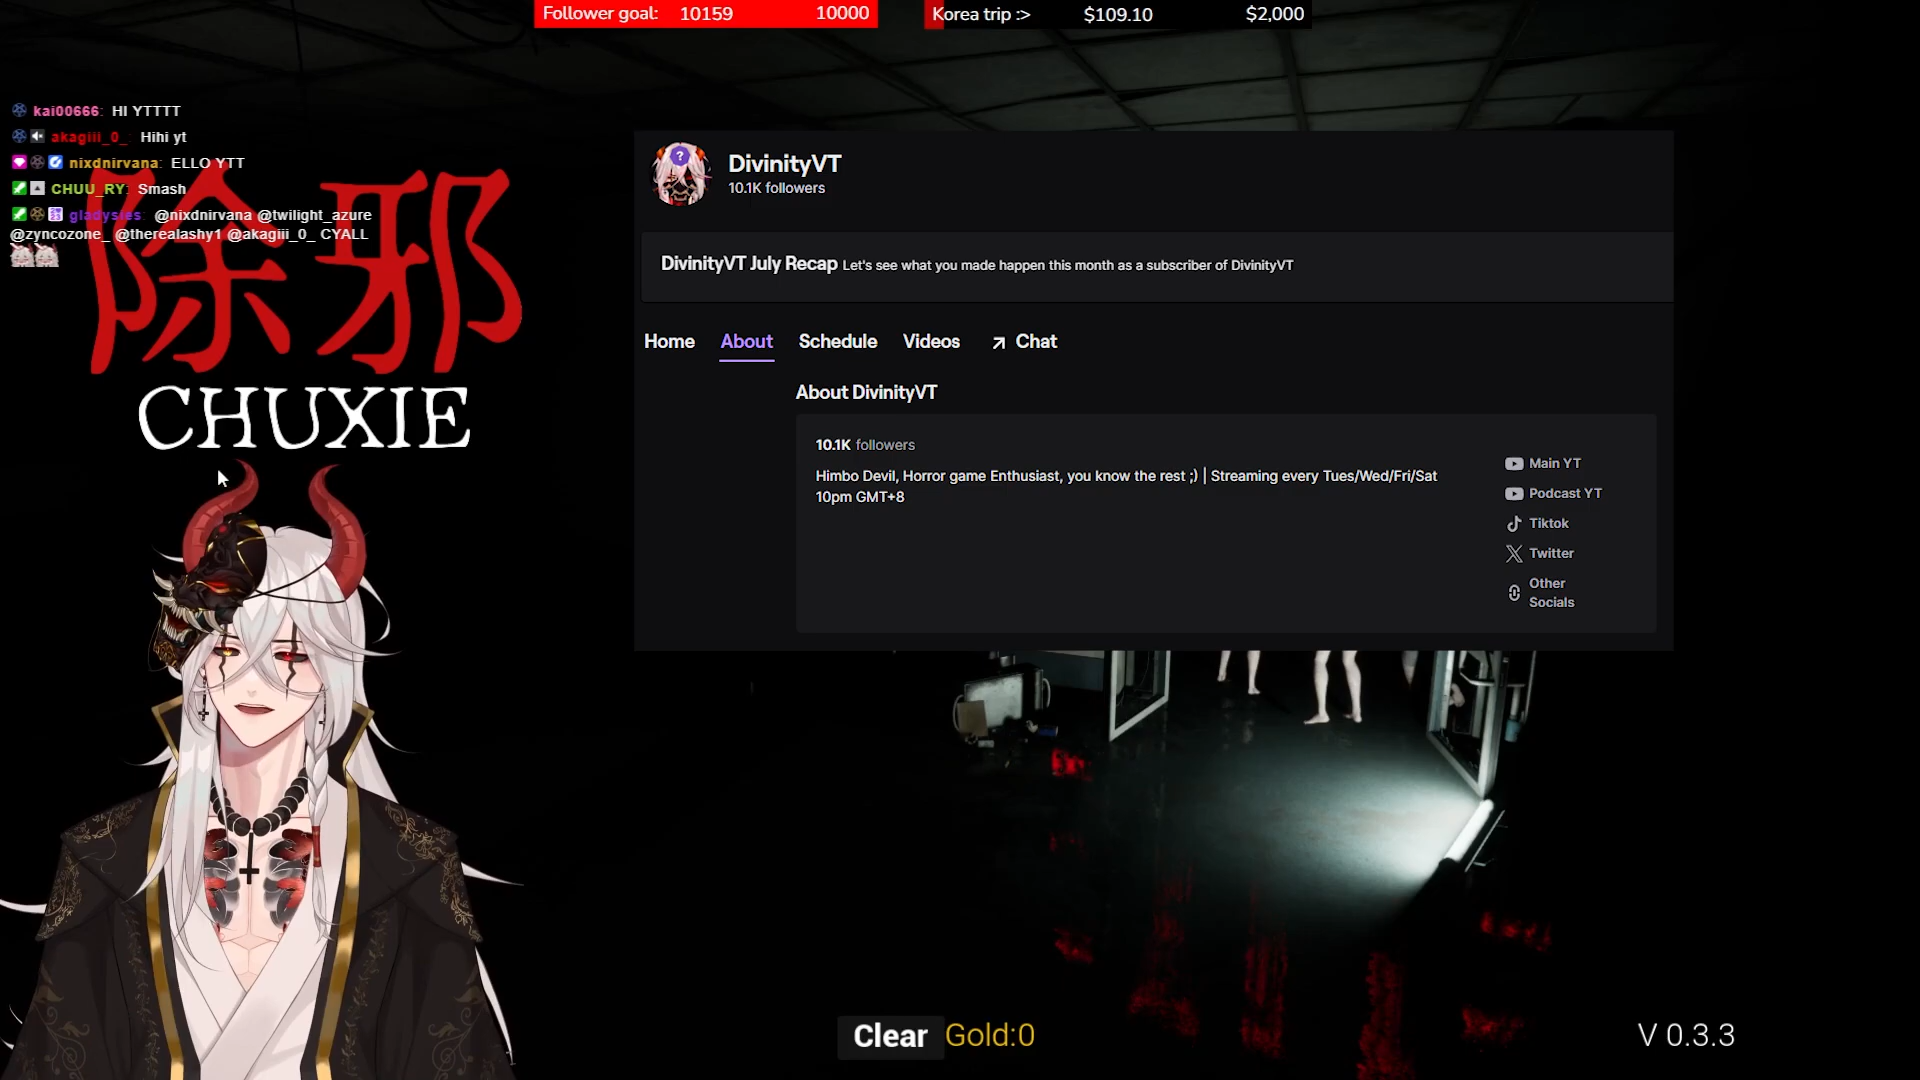 Follower goal: 10159 10000
Korea trip :> $109.10 $2,000
kai00666: HI YTTTT
akagiii_0_: Hihi yt
nixdnirvana: ELLO YTT
CHUU_RY: Smash
gladysies: @nixdnirvana @twilight_azure
@zyncozone_ @therealashy1 @akagiii_0_ CYALL
除邪
CHUXIE
?
DivinityVT
10.1K followers
DivinityVT July Recap Let's see what you made happen this month as a subscriber of DivinityVT
Home About Schedule Videos Chat
About DivinityVT
10.1K followers
Himbo Devil, Horror game Enthusiast, you know the rest ;) | Streaming every Tues/Wed/Fri/Sat
10pm GMT+8
Main YT
Podcast YT
Tiktok
Twitter
Other
Socials
Clear Gold:0
V 0.3.3